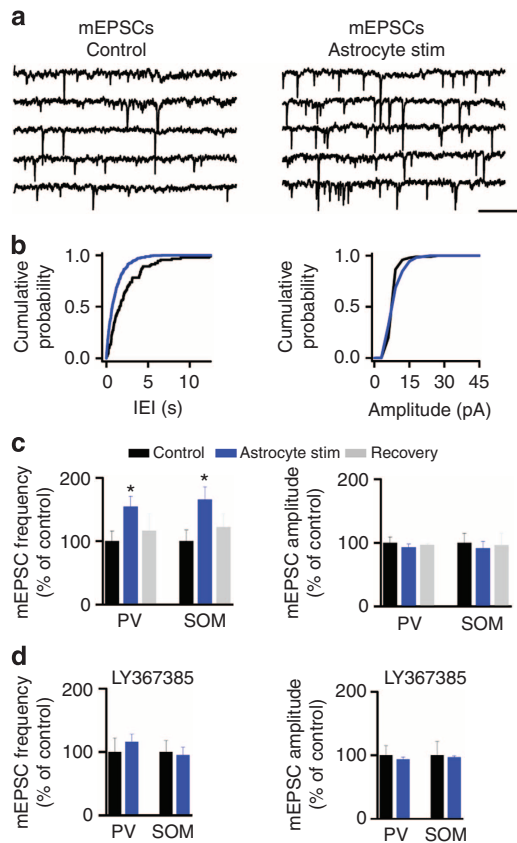 a
mEPSCs
Control
mEPSCs
Astrocyte stim
b
Cumulative
probability
1.0
0.5
0.0
0 5 10
IEI (s)
Cumulative
probability
1.0
0.5
0.0
0 15 30 45
Amplitude (pA)
c
Control Astrocyte stim Recovery
mEPSC frequency
(% of control)
200
100
0
* *
PV SOM
mEPSC amplitude
(% of control)
200
100
0
PV SOM
d
LY367385
mEPSC frequency
(% of control)
200
100
0
PV SOM
LY367385
mEPSC amplitude
(% of control)
200
100
0
PV SOM